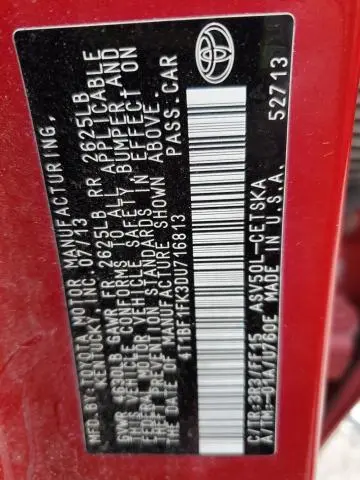 MFD.BY:TOYOTA MOTOR MANUFACTURING,
KENTUCKY, INC. 07/13
GVWR 4630LB GAWR FR 2625LB RR 2625LB
THIS VEHICLE CONFORMS TO ALL APPLICABLE
FEDERAL MOTOR VEHICLE SAFETY, BUMPER,AND
THEFT PREVENTION STANDARDS IN EFFECT ON
THE DATE OF MANUFACTURE SHOWN ABOVE.
4T1BF1FK3DU716813 PASS.CAR
C/TR:3R3/FF15 ASV50L-CETSKA
A/TM:-01A/U760E MADE IN U.S.A.
52713